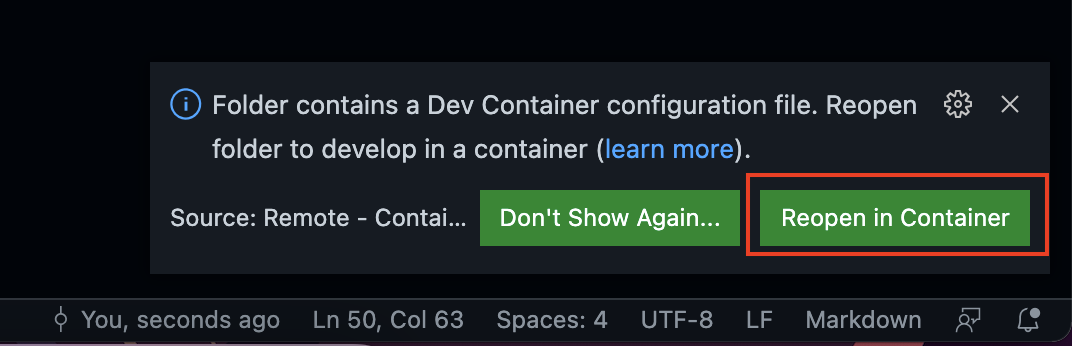 Folder contains a Dev Container configuration file. Reopen
folder to develop in a container (learn more).
Source: Remote - Contai... Don't Show Again... Reopen in Container
You, seconds ago Ln 50, Col 63 Spaces: 4 UTF-8 LF Markdown